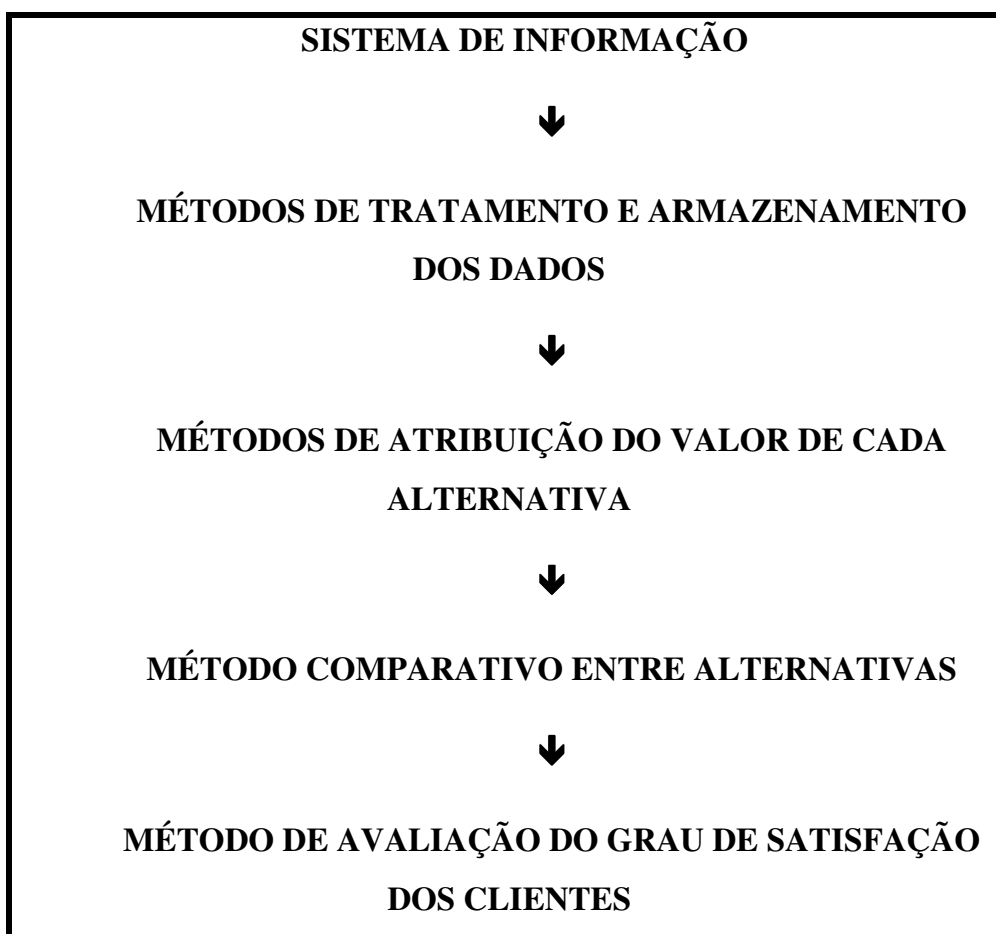 SISTEMA DE INFORMAÇÃO
MÉTODOS DE TRATAMENTO E ARMAZENAMENTO
DOS DADOS
MÉTODOS DE ATRIBUIÇÃO DO VALOR DE CADA
ALTERNATIVA
MÉTODO COMPARATIVO ENTRE ALTERNATIVAS
MÉTODO DE AVALIAÇÃO DO GRAU DE SATISFAÇÃO
DOS CLIENTES